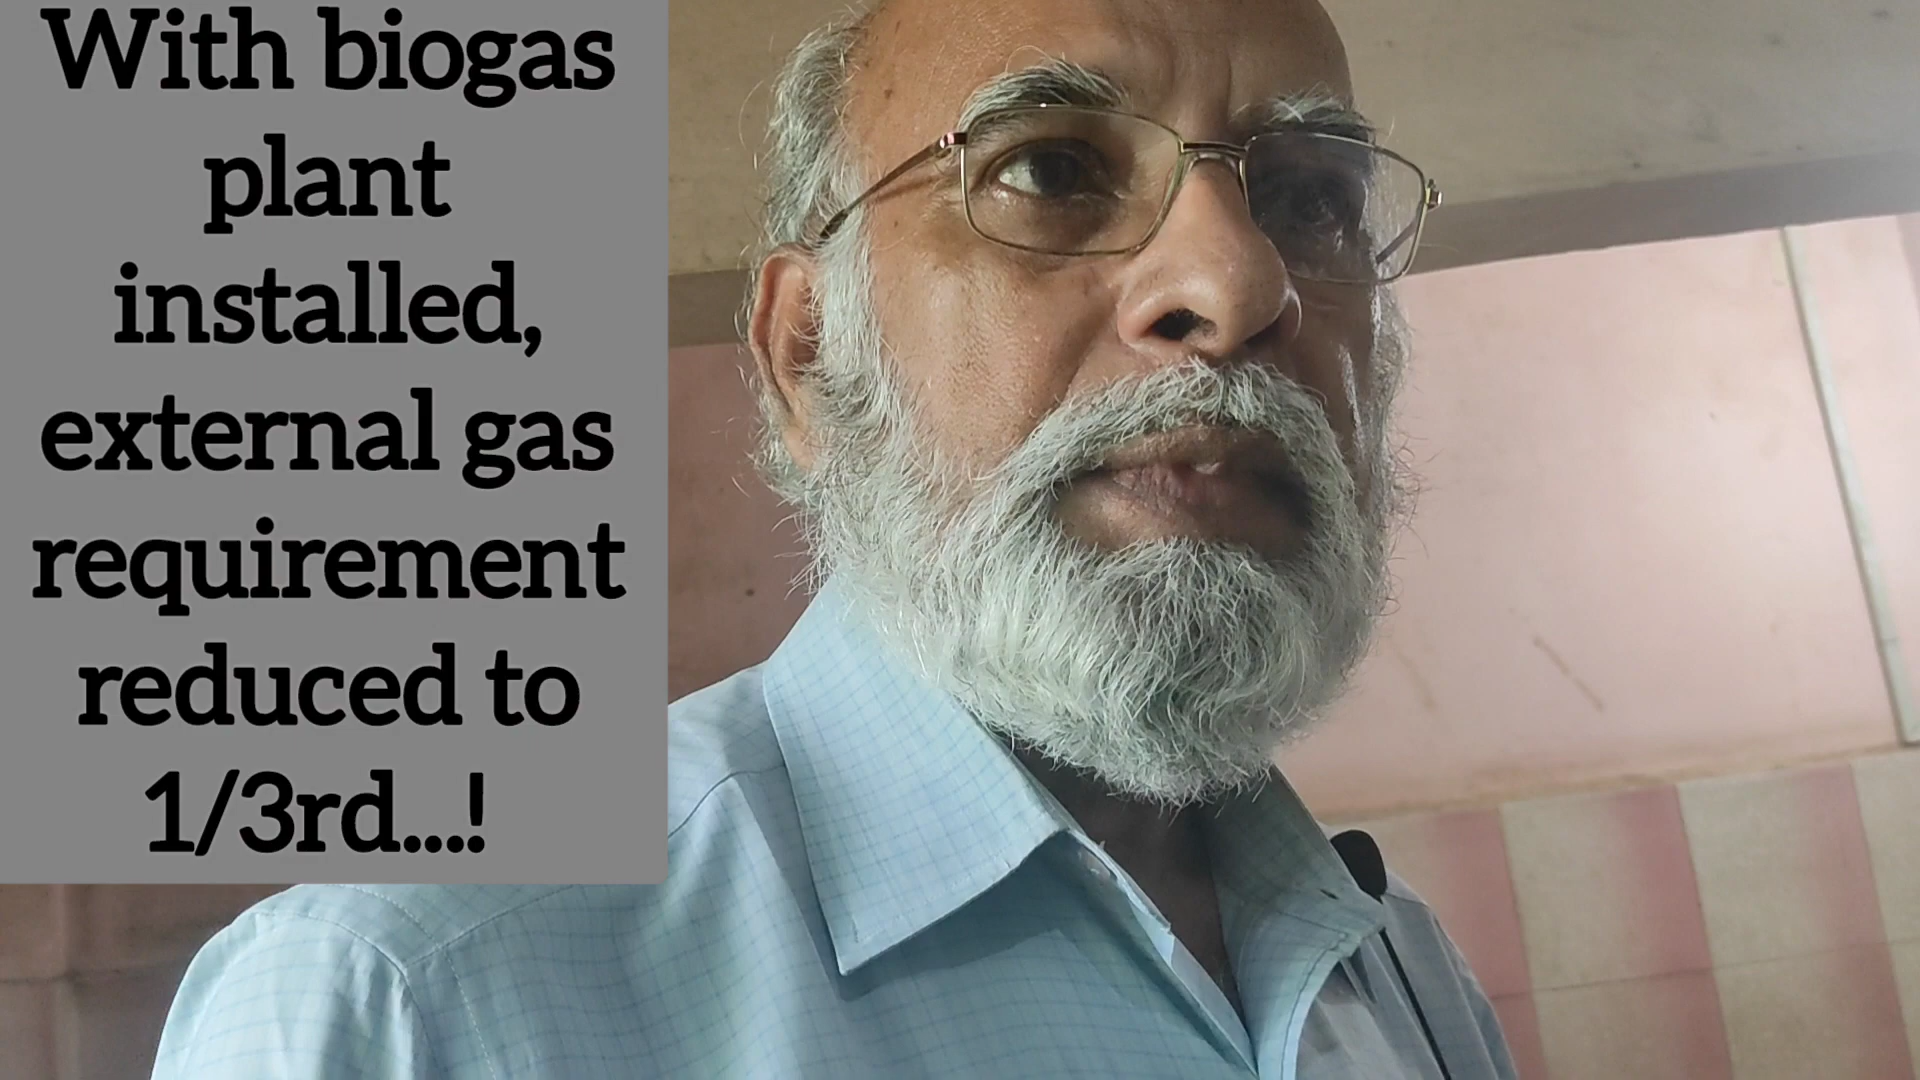 With biogas
plant
installed,
external gas
requirement
reduced to
1/3rd...!